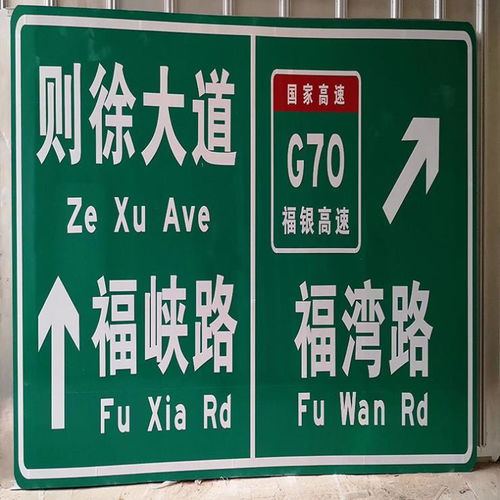 则徐大道
Ze Xu Ave
福峡路
Fu Xia Rd
国家高速
G70
福银高速
福湾路
Fu Wan Rd